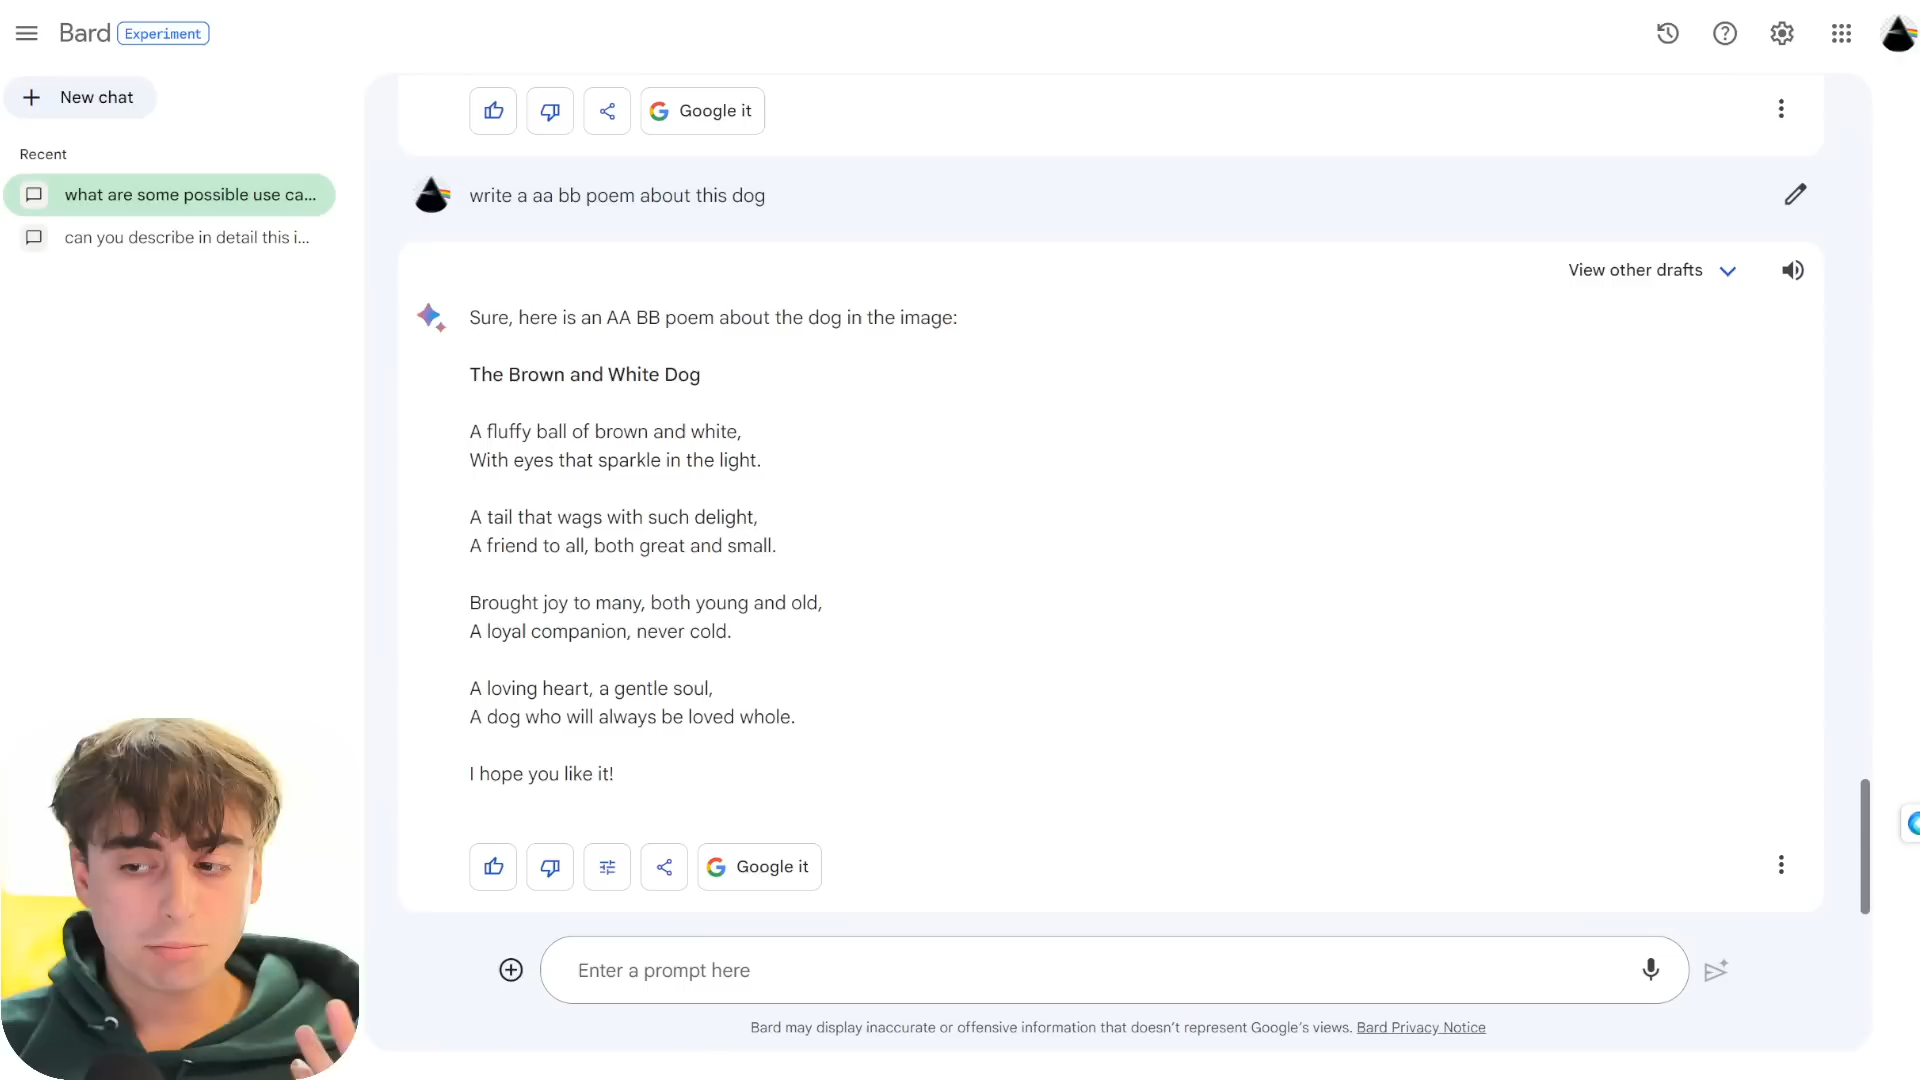 Bard Experiment
New chat
Recent
what are some possible use ca...
can you describe in detail this i...
Google it
write a aa bb poem about this dog
View other drafts
Sure, here is an AA BB poem about the dog in the image:
The Brown and White Dog
A fluffy ball of brown and white,
With eyes that sparkle in the light.
A tail that wags with such delight,
A friend to all, both great and small.
Brought joy to many, both young and old,
A loyal companion, never cold.
A loving heart, a gentle soul,
A dog who will always be loved whole.
I hope you like it!
Google it
Enter a prompt here
Bard may display inaccurate or offensive information that doesn't represent Google's views. Bard Privacy Notice